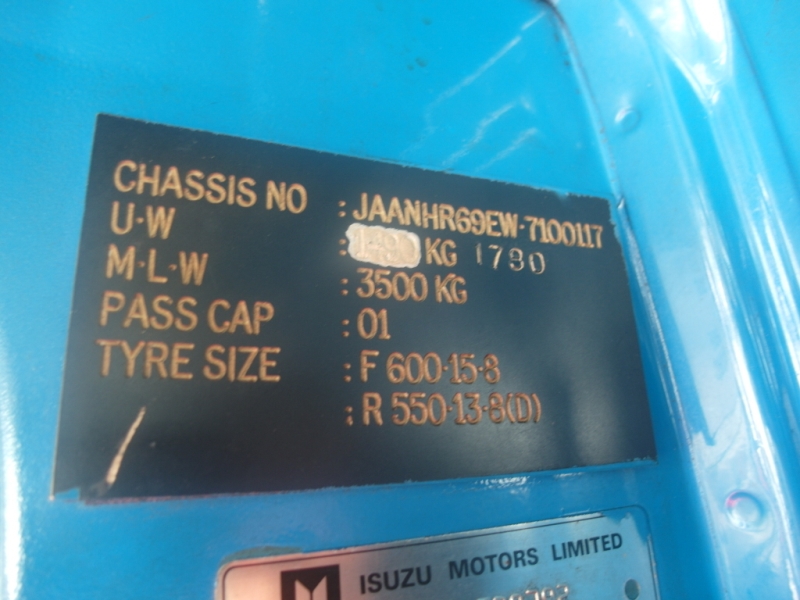 CHASSIS NO : JAANHR69EW-7100117
U·W : KG 1790
M·L·W : 3500 KG
PASS CAP : 01
TYRE SIZE : F 600-15-8
: R 550-13-8(D)
ISUZU MOTORS LIMITED